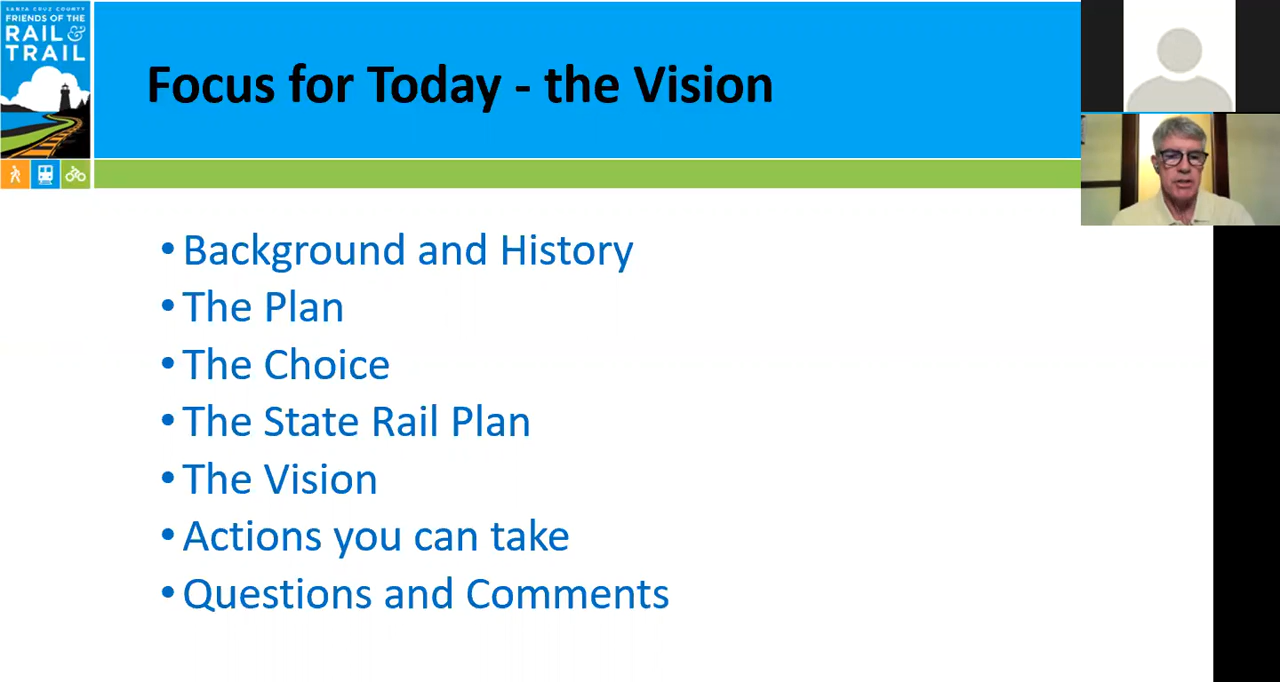 SANTA CRUZ COUNTY
FRIENDS OF THE
RAIL &
TRAIL
Focus for Today - the Vision
•Background and History
•The Plan
•The Choice
•The State Rail Plan
•The Vision
•Actions you can take
•Questions and Comments